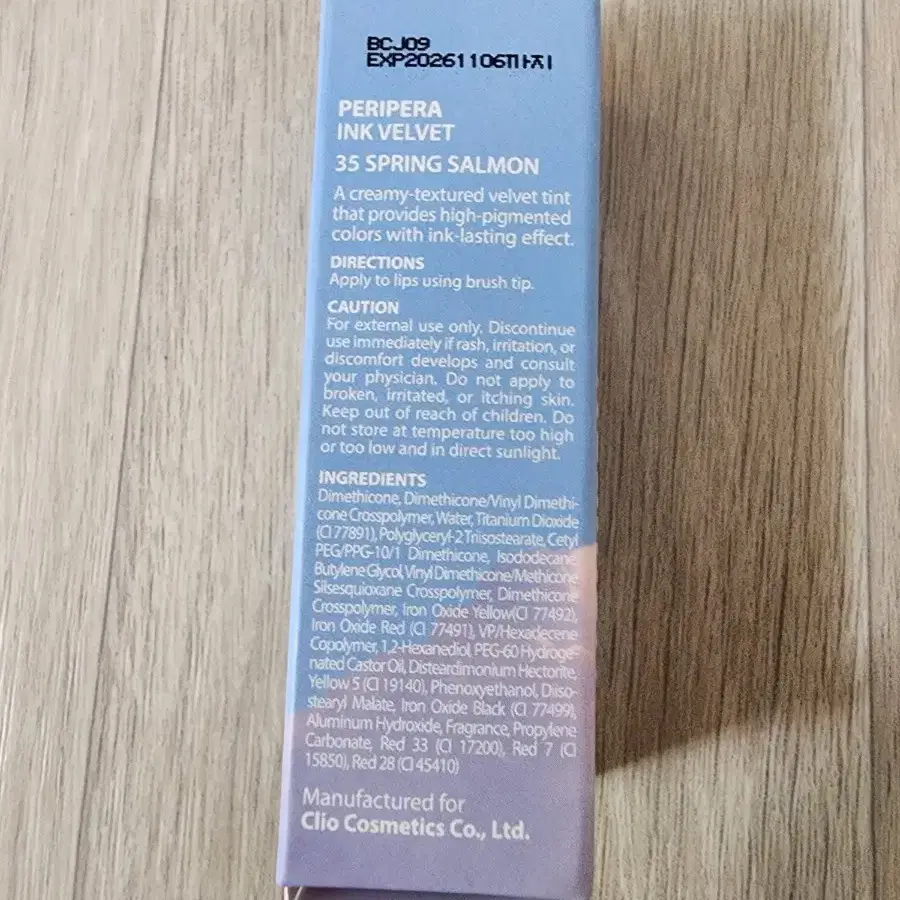 BCJ09
EXP20261106까지
PERIPERA
INK VELVET
35 SPRING SALMON
A creamy-textured velvet tint
that provides high-pigmented
colors with ink-lasting effect.
DIRECTIONS
Apply to lips using brush tip.
CAUTION
For external use only. Discontinue
use immediately if rash, irritation, or
discomfort develops and consult
your physician. Do not apply to
broken, irritated, or itching skin.
Keep out of reach of children. Do
not store at temperature too high
or too low and in direct sunlight.
INGREDIENTS
Dimethicone, Dimethicone/Vinyl Dimethi-
cone Crosspolymer, Water, Titanium Dioxide
(CI 77891), Polyglyceryl-2 Triisostearate, Cetyl
PEG/PPG-10/1 Dimethicone, Isododecane,
Butylene Glycol, Vinyl Dimethicone/Methicone
Silsesquioxane Crosspolymer, Dimethicone
Crosspolymer, Iron Oxide Yellow(CI 77492),
Iron Oxide Red (CI 77491), VP/Hexadecene
Copolymer, 1,2-Hexanediol, PEG-60 Hydroge-
nated Castor Oil, Disteardimonium Hectorite,
Yellow 5 (CI 19140), Phenoxyethanol, Diiso-
stearyl Malate, Iron Oxide Black (CI 77499),
Aluminum Hydroxide, Fragrance, Propylene
Carbonate, Red 33 (CI 17200), Red 7 (CI
15850), Red 28 (CI 45410)
Manufactured for
Clio Cosmetics Co., Ltd.